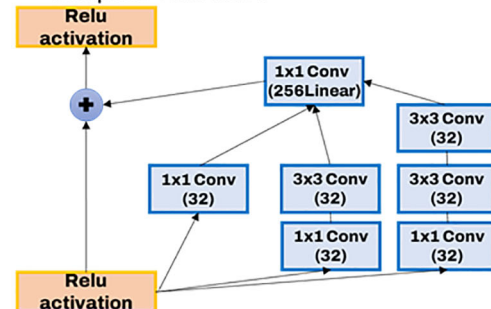 Relu
activation
+
1x1 Conv
(256Linear)
3x3 Conv
(32)
1x1 Conv
(32)
3x3 Conv
(32)
3x3 Conv
(32)
1x1 Conv
(32)
1x1 Conv
(32)
Relu
activation